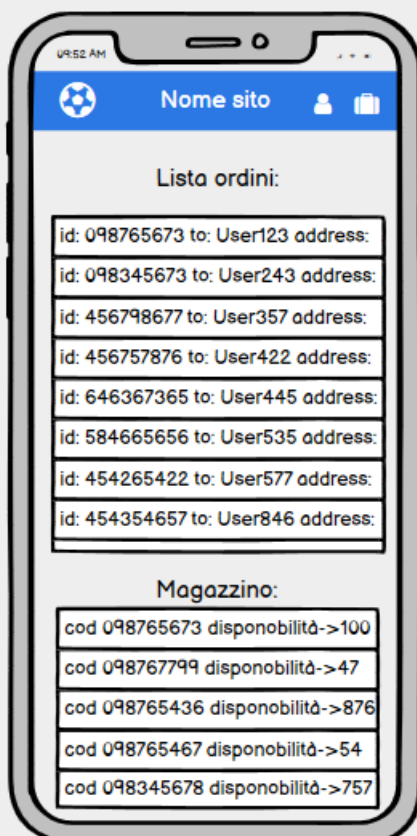 09:52 AM
Nome sito
Lista ordini:
id: 098765673 to: User123 address:
id: 098345673 to: User243 address:
id: 456798677 to: User357 address:
id: 456757876 to: User422 address:
id: 646367365 to: User445 address:
id: 584665656 to: User535 address:
id: 454265422 to: User577 address:
id: 454354657 to: User846 address:
Magazzino:
cod 098765673 disponobilità->100
cod 098767799 disponobilità->47
cod 098765436 disponobilità->876
cod 098765467 disponobilità->54
cod 098345678 disponobilità->757